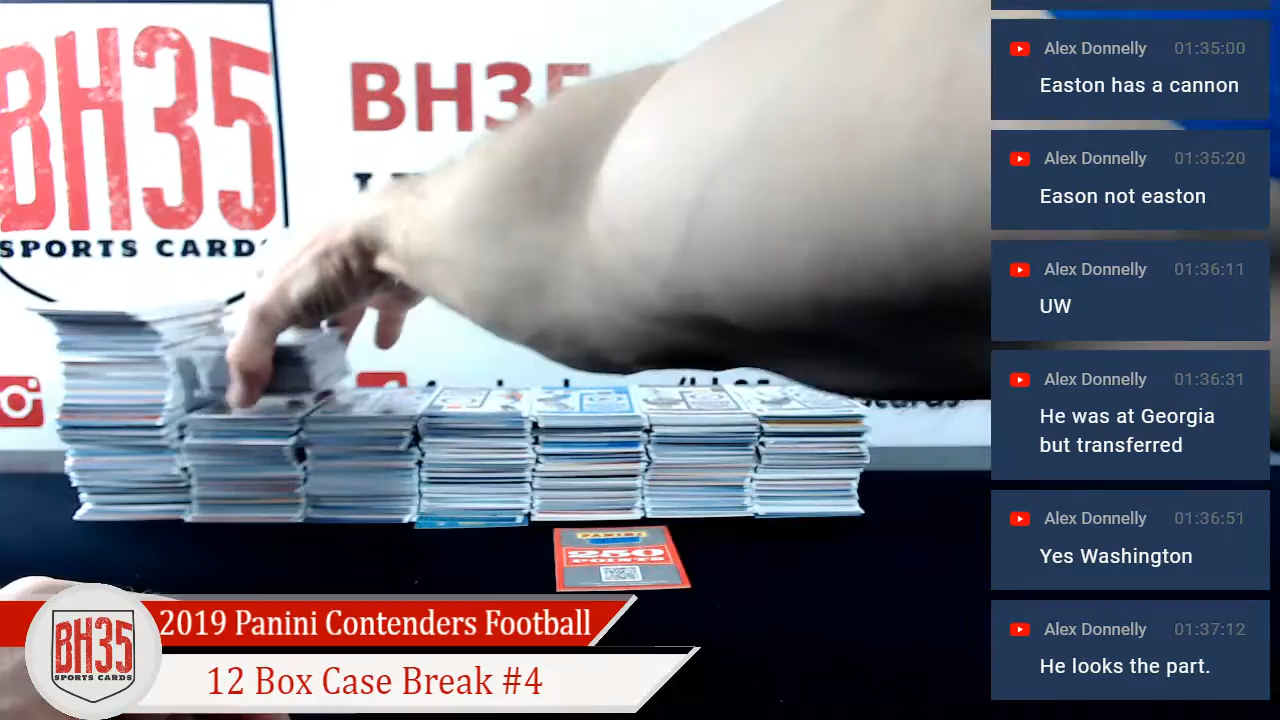 BH35
SPORTS CARDS
BH35
PANINI
250
POINTS
BH35
SPORTS CARDS
2019 Panini Contenders Football
12 Box Case Break #4
Alex Donnelly 01:35:00
Easton has a cannon
Alex Donnelly 01:35:20
Eason not easton
Alex Donnelly 01:36:11
UW
Alex Donnelly 01:36:31
He was at Georgia
but transferred
Alex Donnelly 01:36:51
Yes Washington
Alex Donnelly 01:37:12
He looks the part.